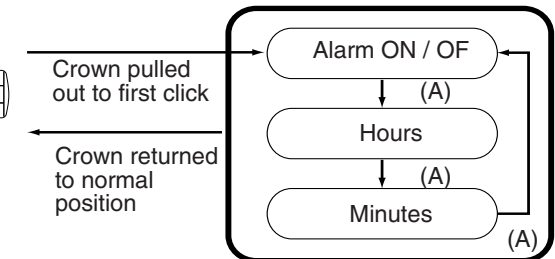 Alarm ON / OF
Crown pulled
out to first click
(A)
Hours
Crown returned
to normal
position
(A)
Minutes
(A)